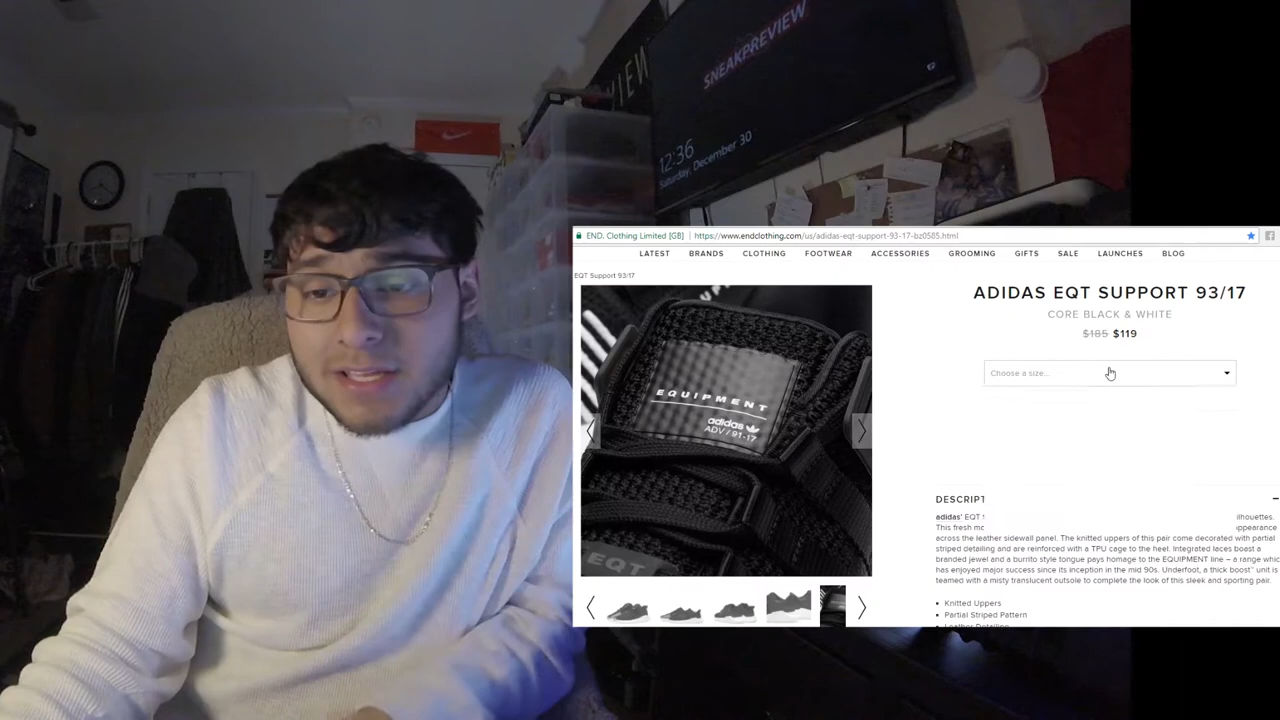 SNEAKPREVIEW
VIEW
12:36
Saturday, December 30
END. Clothing Limited [GB]
https://www.endclothing.com/us/adidas-eqt-support-93-17-bz0585.html
LATEST BRANDS CLOTHING FOOTWEAR ACCESSORIES GROOMING GIFTS SALE LAUNCHES BLOG
EQT Support 93/17
ADIDAS EQT SUPPORT 93/17
CORE BLACK & WHITE
$185 $119
Choose a size...
EQUIPMENT
adidas
ADV / 91-17
EQT
DESCRIPT
adidas' EQT
ilhouettes.
This fresh mo
appearance
across the leather sidewall panel. The knitted uppers of this pair come decorated with partial
striped detailing and are reinforced with a TPU cage to the heel. Integrated laces boast a
branded jewel and a burrito style tongue pays homage to the EQUIPMENT line – a range whic
has enjoyed major success since its inception in the mid 90s. Underfoot, a thick boost™ unit is
teamed with a misty translucent outsole to complete the look of this sleek and sporting pair.
Knitted Uppers
Partial Striped Pattern